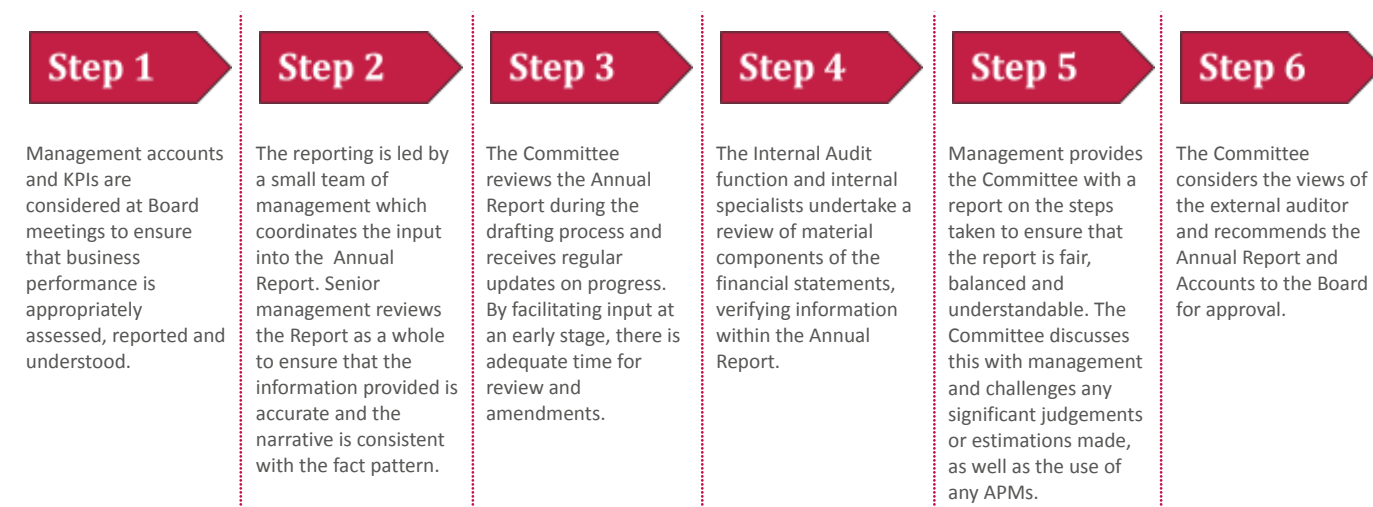 Step 1
Management accounts
and KPIs are
considered at Board
meetings to ensure
that business
performance is
appropriately
assessed, reported and
understood.
Step 2
The reporting is led by
a small team of
management which
coordinates the input
into the  Annual
Report. Senior
management reviews
the Report as a whole
to ensure that the
information provided is
accurate and the
narrative is consistent
with the fact pattern.
Step 3
The Committee
reviews the Annual
Report during the
drafting process and
receives regular
updates on progress.
By facilitating input at
an early stage, there is
adequate time for
review and
amendments.
Step 4
The Internal Audit
function and internal
specialists undertake a
review of material
components of the
financial statements,
verifying information
within the Annual
Report.
Step 5
Management provides
the Committee with a
report on the steps
taken to ensure that
the report is fair,
balanced and
understandable. The
Committee discusses
this with management
and challenges any
significant judgements
or estimations made,
as well as the use of
any APMs.
Step 6
The Committee
considers the views of
the external auditor
and recommends the
Annual Report and
Accounts to the Board
for approval.